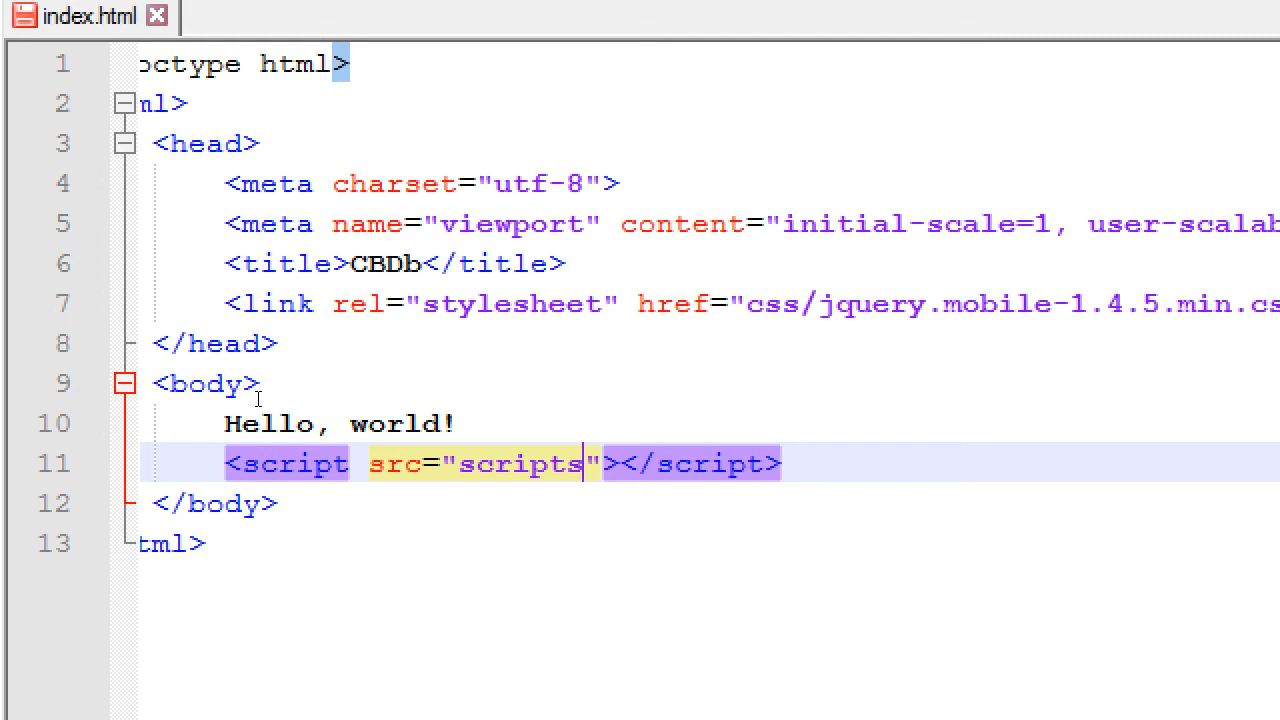 index.html
1 octype html>
2 ml>
3 <head>
4 <meta charset="utf-8">
5 <meta name="viewport" content="initial-scale=1, user-scalab
6 <title>CBDb</title>
7 <link rel="stylesheet" href="css/jquery.mobile-1.4.5.min.cs
8 </head>
9 <body>
10 Hello, world!
11 <script src="scripts"></script>
12 </body>
13 tml>